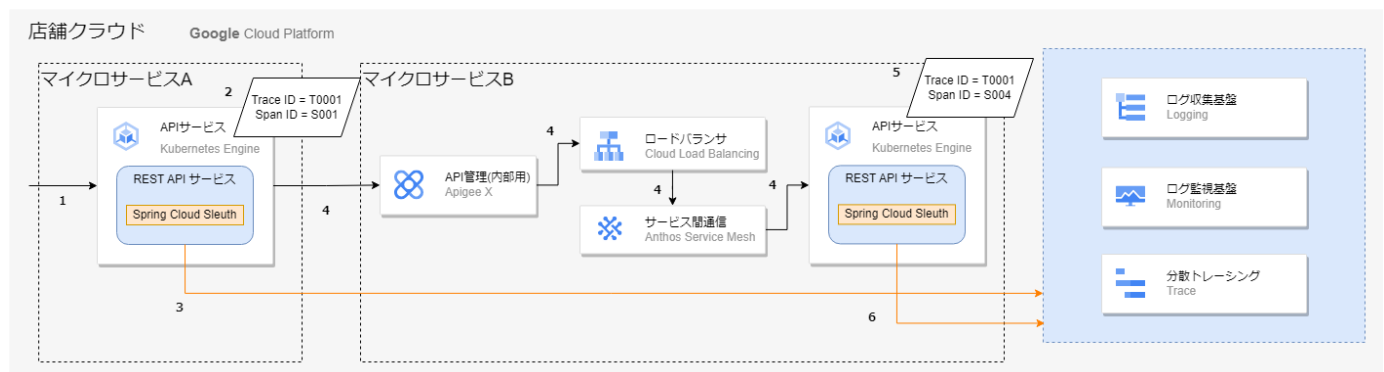 店舗クラウド
Google Cloud Platform
マイクロサービスA
2
Trace ID = T0001
Span ID = S001
APIサービス
Kubernetes Engine
REST API サービス
Spring Cloud Sleuth
1
3
4
マイクロサービスB
API管理(内部用)
Apigee X
4
ロードバランサ
Cloud Load Balancing
4
サービス間通信
Anthos Service Mesh
4
5
Trace ID = T0001
Span ID = S004
APIサービス
Kubernetes Engine
REST API サービス
Spring Cloud Sleuth
6
ログ収集基盤
Logging
ログ監視基盤
Monitoring
分散トレーシング
Trace